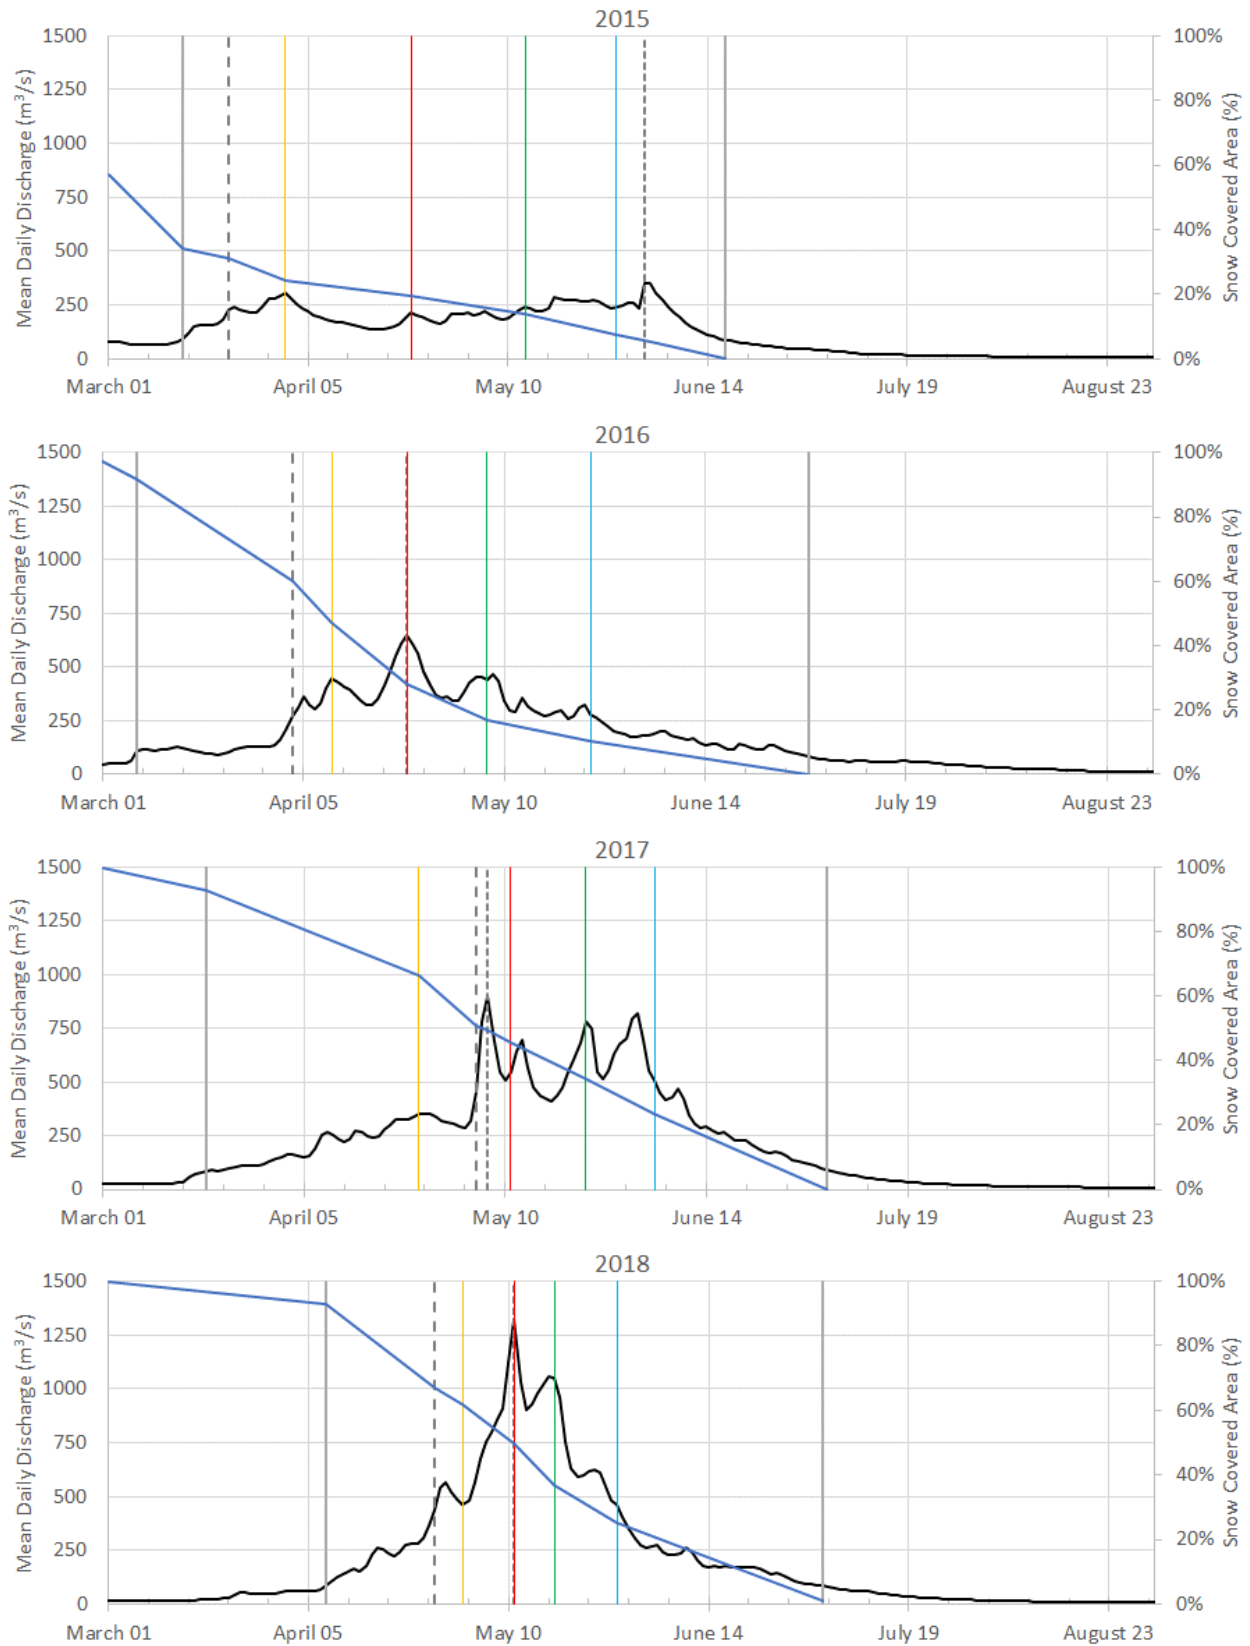 2015
1500 100%
1250 80%
1000 60%
750
500 40%
250 20%
0 0%
Mean Daily Discharge (m³/s)
Snow Covered Area (%)
March 01 April 05 May 10 June 14 July 19 August 23
2016
1500 100%
1250 80%
1000 60%
750
500 40%
250 20%
0 0%
Mean Daily Discharge (m³/s)
Snow Covered Area (%)
March 01 April 05 May 10 June 14 July 19 August 23
2017
1500 100%
1250 80%
1000 60%
750
500 40%
250 20%
0 0%
Mean Daily Discharge (m³/s)
Snow Covered Area (%)
March 01 April 05 May 10 June 14 July 19 August 23
2018
1500 100%
1250 80%
1000 60%
750
500 40%
250 20%
0 0%
Mean Daily Discharge (m³/s)
Snow Covered Area (%)
March 01 April 05 May 10 June 14 July 19 August 23